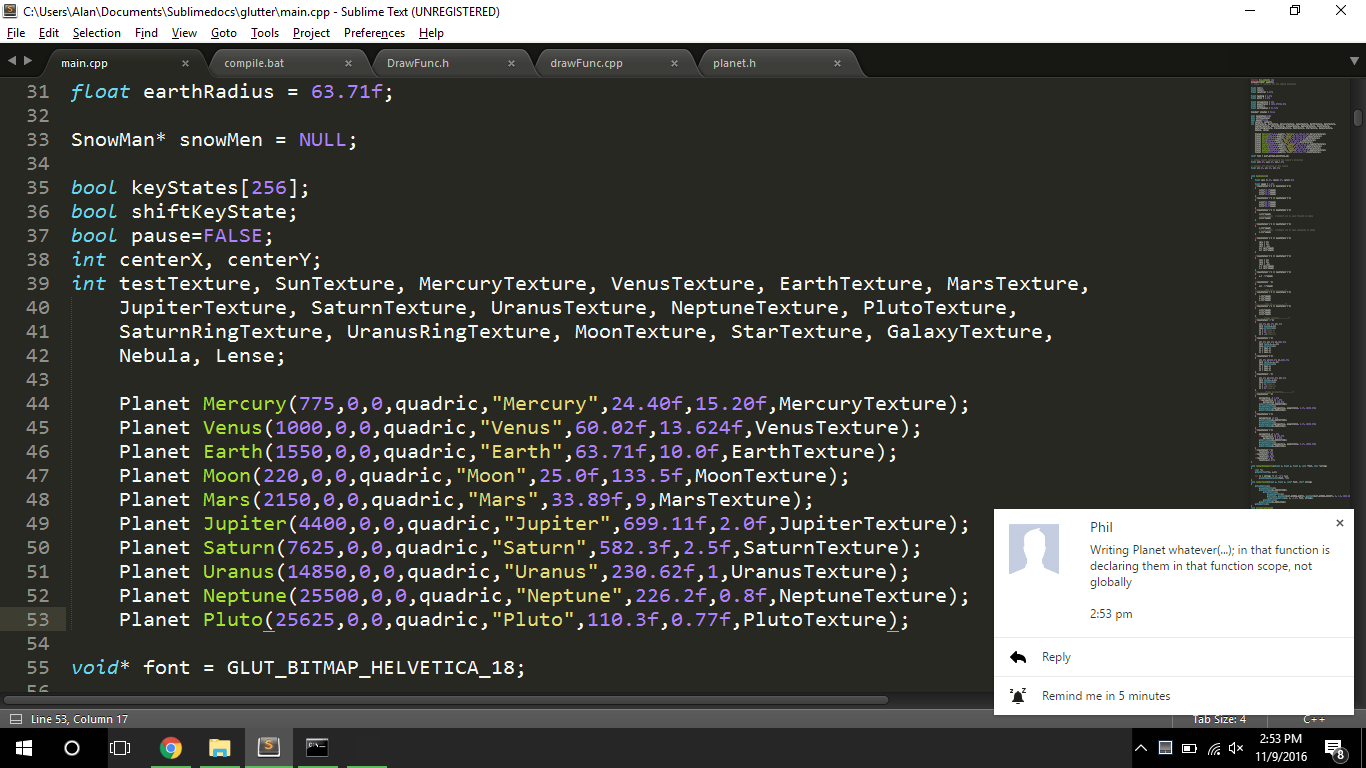 C:\Users\Alan\Documents\Sublimedocs\glutter\main.cpp - Sublime Text (UNREGISTERED)
File Edit Selection Find View Goto Tools Project Preferences Help
main.cpp compile.bat DrawFunc.h drawFunc.cpp planet.h
31 float earthRadius = 63.71f;
32
33 SnowMan* snowMen = NULL;
34
35 bool keyStates[256];
36 bool shiftKeyState;
37 bool pause=FALSE;
38 int centerX, centerY;
39 int testTexture, SunTexture, MercuryTexture, VenusTexture, EarthTexture, MarsTexture,
40 JupiterTexture, SaturnTexture, UranusTexture, NeptuneTexture, PlutoTexture,
41 SaturnRingTexture, UranusRingTexture, MoonTexture, StarTexture, GalaxyTexture,
42 Nebula, Lense;
43
44 Planet Mercury(775,0,0,quadric,"Mercury",24.40f,15.20f,MercuryTexture);
45 Planet Venus(1000,0,0,quadric,"Venus",60.02f,13.624f,VenusTexture);
46 Planet Earth(1550,0,0,quadric,"Earth",63.71f,10.0f,EarthTexture);
47 Planet Moon(220,0,0,quadric,"Moon",25.0f,133.5f,MoonTexture);
48 Planet Mars(2150,0,0,quadric,"Mars",33.89f,9,MarsTexture);
49 Planet Jupiter(4400,0,0,quadric,"Jupiter",699.11f,2.0f,JupiterTexture);
50 Planet Saturn(7625,0,0,quadric,"Saturn",582.3f,2.5f,SaturnTexture);
51 Planet Uranus(14850,0,0,quadric,"Uranus",230.62f,1,UranusTexture);
52 Planet Neptune(25500,0,0,quadric,"Neptune",226.2f,0.8f,NeptuneTexture);
53 Planet Pluto(25625,0,0,quadric,"Pluto",110.3f,0.77f,PlutoTexture);
54
55 void* font = GLUT_BITMAP_HELVETICA_18;
56
Phil
Writing Planet whatever(...); in that function is
declaring them in that function scope, not
globally
2:53 pm
Reply
Remind me in 5 minutes
Line 53, Column 17
Tab Size: 4 C++
2:53 PM
11/9/2016
8